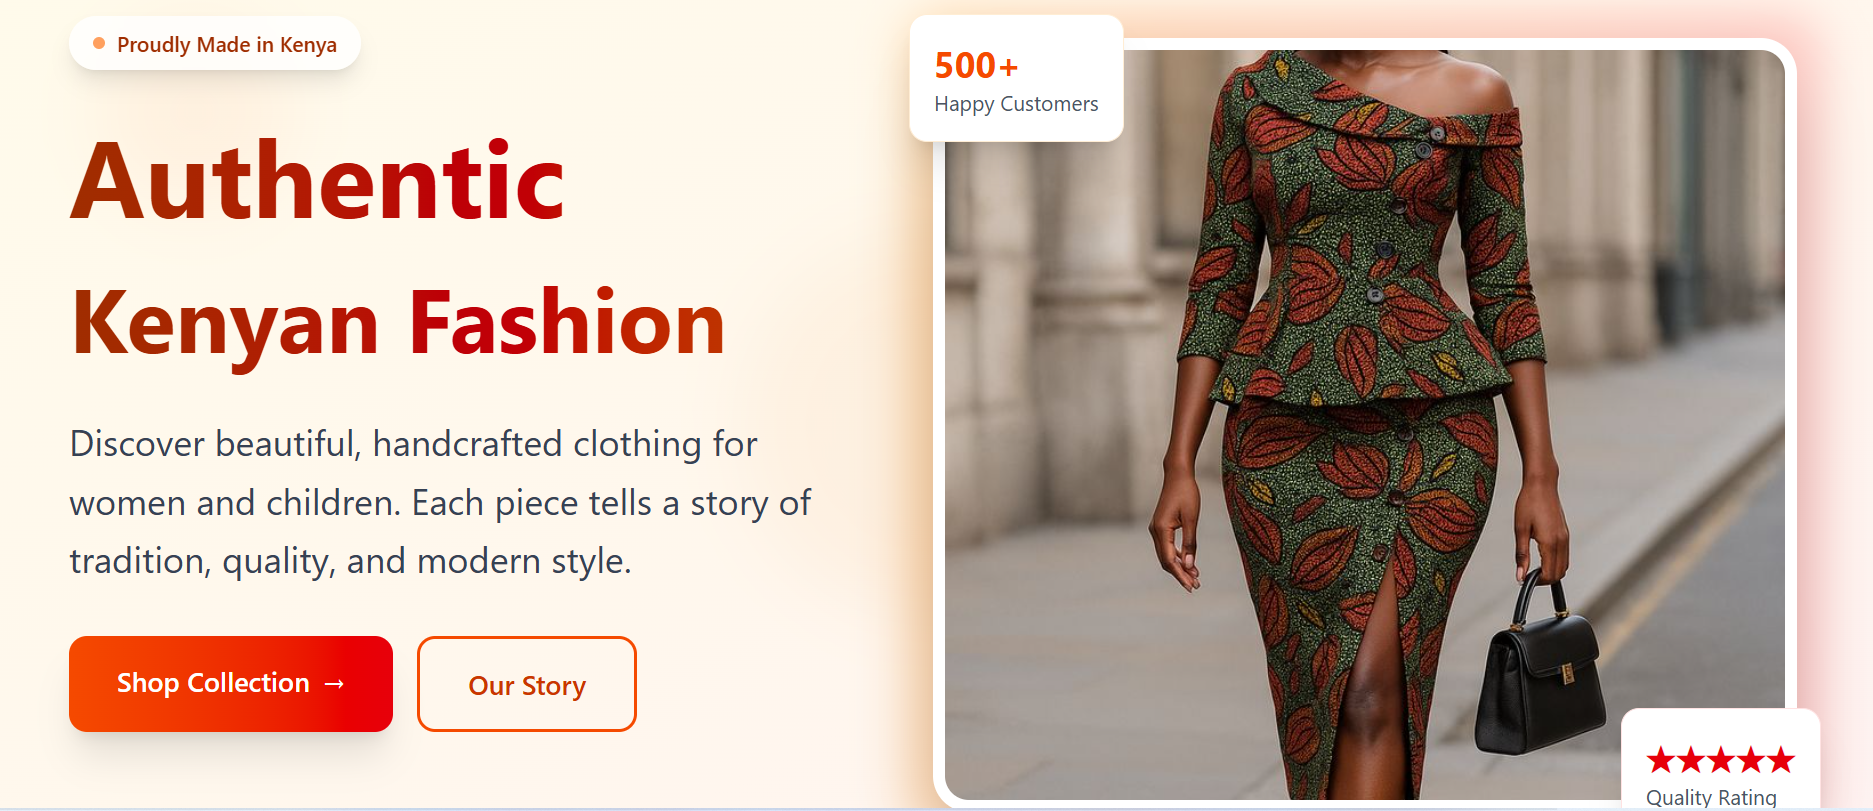 Proudly Made in Kenya
Authentic
Kenyan Fashion
Discover beautiful, handcrafted clothing for
women and children. Each piece tells a story of
tradition, quality, and modern style.
Shop Collection →
Our Story
500+
Happy Customers
★★★★★
Quality Rating